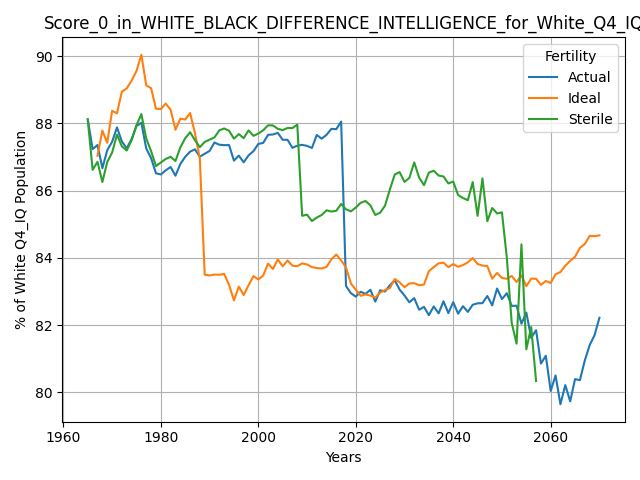 Score_0_in_WHITE_BLACK_DIFFERENCE_INTELLIGENCE_for_White_Q4_IQ
Fertility
Actual
Ideal
Sterile
% of White Q4_IQ Population
90
88
86
84
82
80
1960 1980 2000 2020 2040 2060
Years